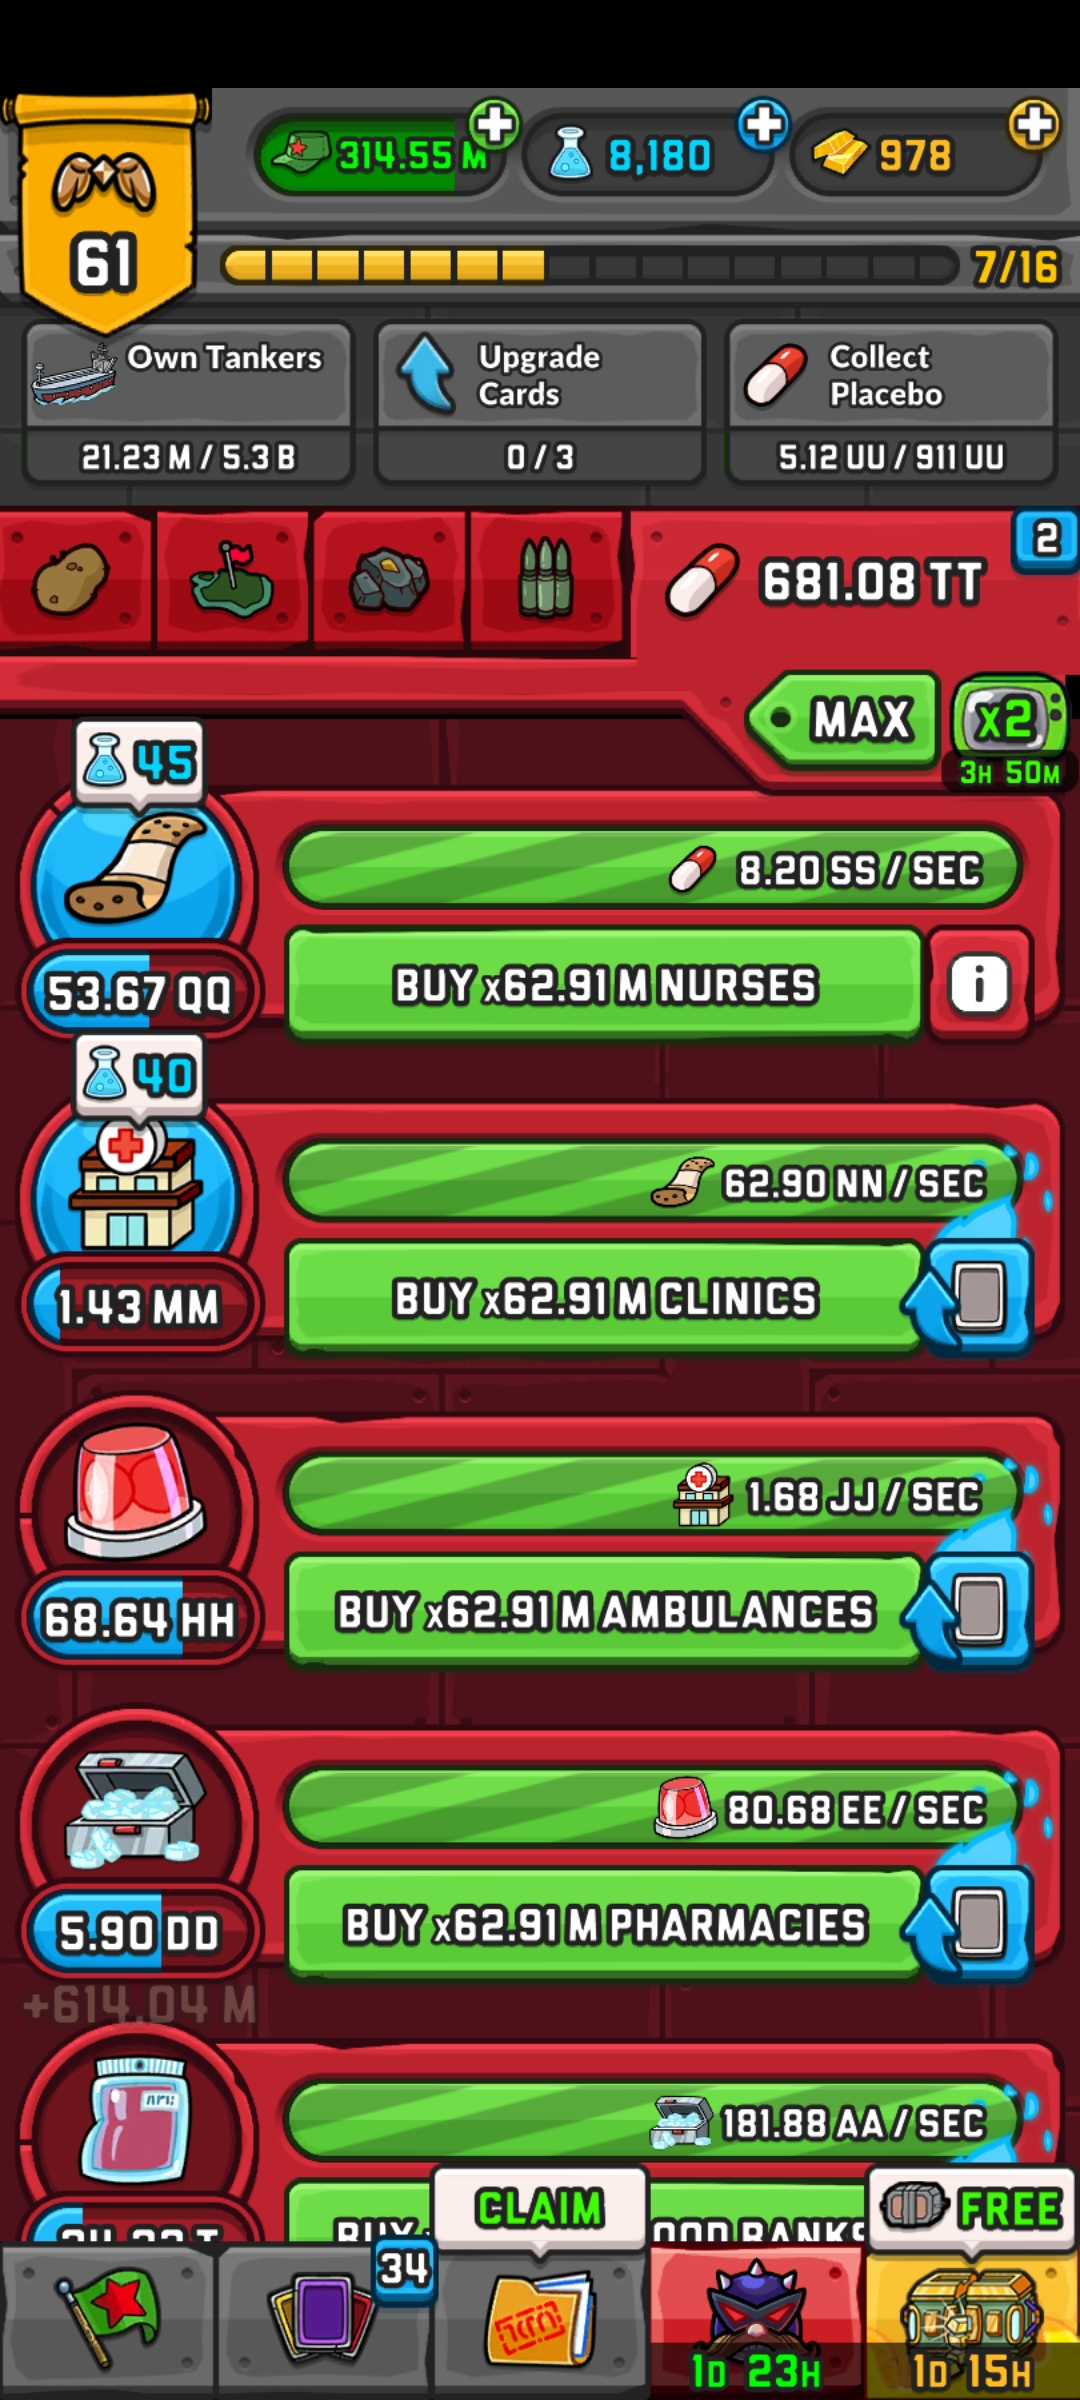 314.55 M
8,180
978
61
7/16
Own Tankers
21.23 M / 5.3 B
Upgrade
Cards
0 / 3
Collect
Placebo
5.12 UU / 911 UU
681.08 TT
2
MAX
x2
3H 50M
45
8.20 SS / SEC
53.67 QQ
BUY x62.91 M NURSES
i
40
62.90 NN / SEC
1.43 MM
BUY x62.91 M CLINICS
1.68 JJ / SEC
68.64 HH
BUY x62.91 M AMBULANCES
80.68 EE / SEC
5.90 DD
BUY x62.91 M PHARMACIES
+614.04 M
181.88 AA / SEC
BUY
CLAIM
FREE
34
1D 23H
1D 15H